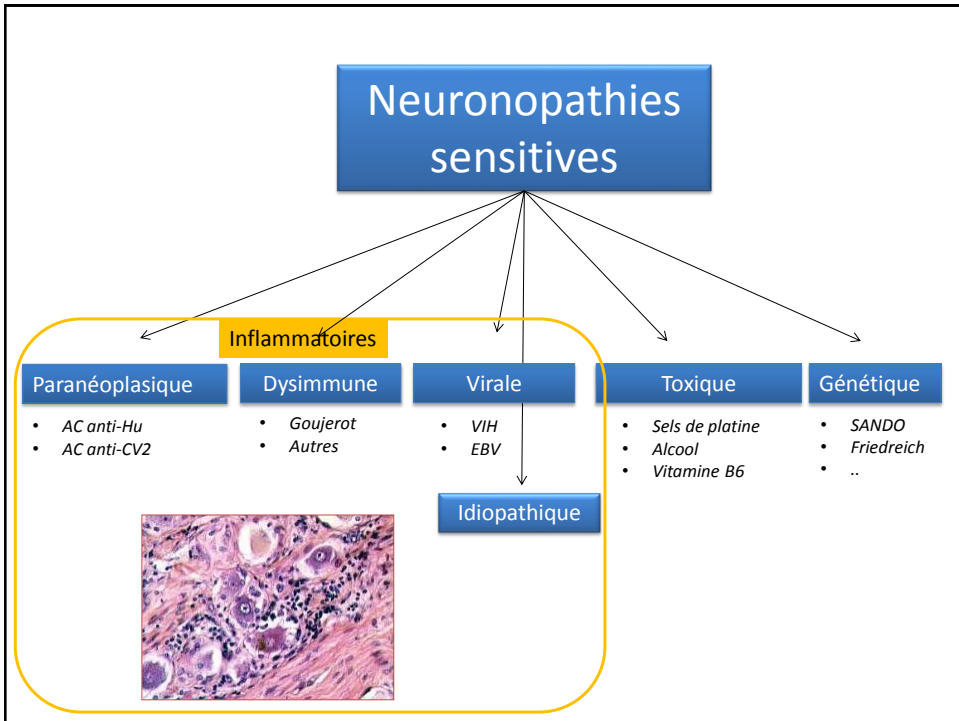 Neuronopathies
sensitives
Inflammatoires
Paranéoplasique
• AC anti-Hu
• AC anti-CV2
Dysimmune
• Goujerot
• Autres
Virale
• VIH
• EBV
Idiopathique
Toxique
• Sels de platine
• Alcool
• Vitamine B6
Génétique
• SANDO
• Friedreich
• ..